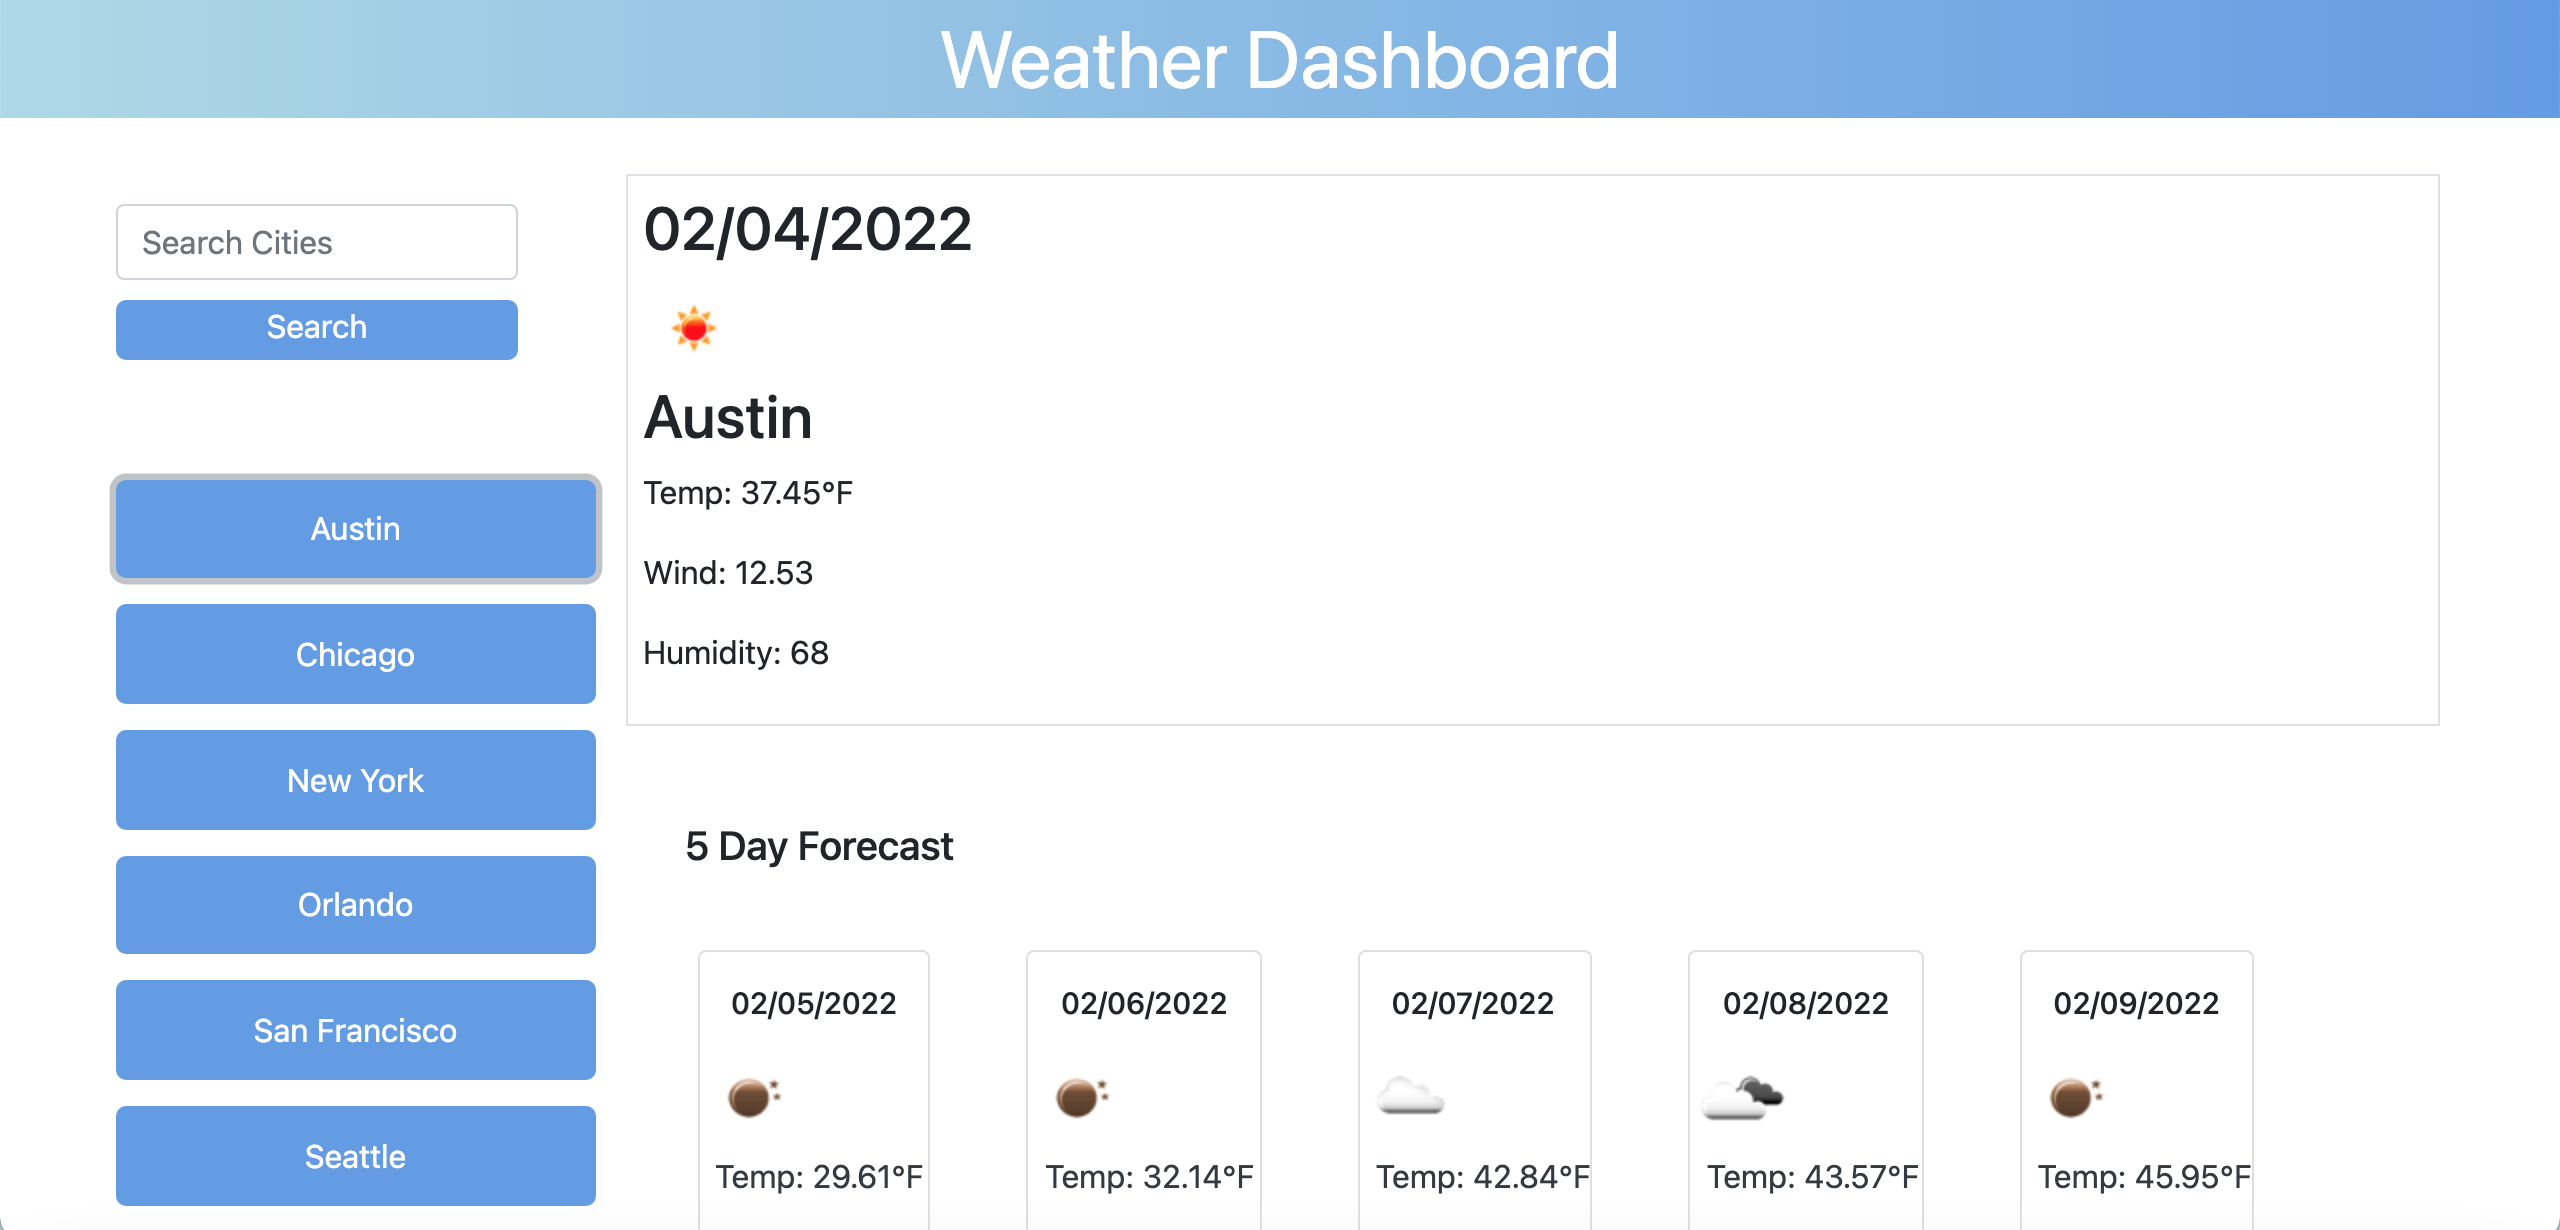 Weather Dashboard
Search Cities
Search
Austin
Chicago
New York
Orlando
San Francisco
Seattle
02/04/2022
Austin
Temp: 37.45°F
Wind: 12.53
Humidity: 68
5 Day Forecast
02/05/2022
Temp: 29.61°F
02/06/2022
Temp: 32.14°F
02/07/2022
Temp: 42.84°F
02/08/2022
Temp: 43.57°F
02/09/2022
Temp: 45.95°F